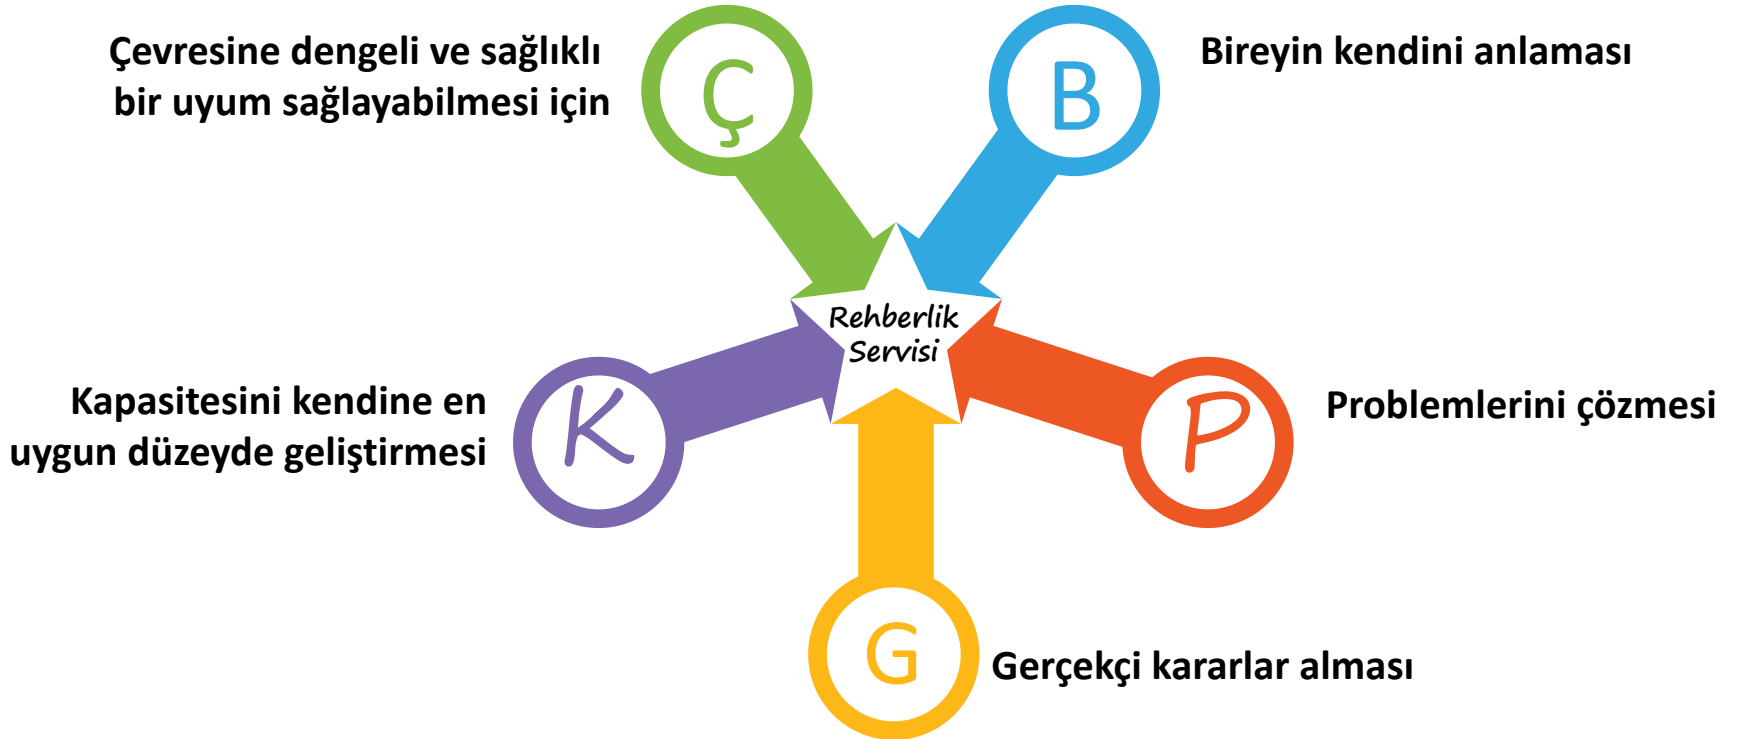 Çevresine dengeli ve sağlıklı
bir uyum sağlayabilmesi için
Ç
B
Bireyin kendini anlaması
Rehberlik
Servisi
Kapasitesini kendine en
uygun düzeyde geliştirmesi
K
P
Problemlerini çözmesi
G
Gerçekçi kararlar alması